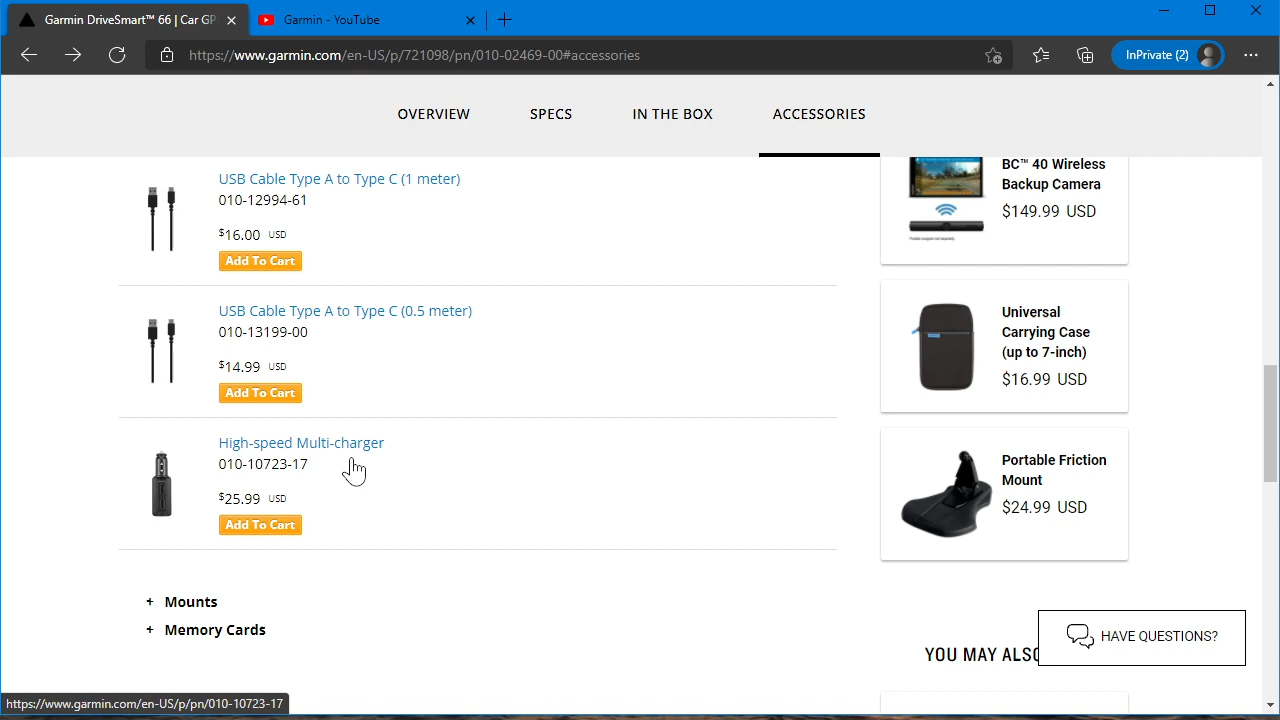 Garmin DriveSmart™ 66 | Car GP
Garmin - YouTube
https://www.garmin.com/en-US/p/721098/pn/010-02469-00#accessories
InPrivate (2)
OVERVIEW
SPECS
IN THE BOX
ACCESSORIES
USB Cable Type A to Type C (1 meter)
010-12994-61
$16.00 USD
Add To Cart
USB Cable Type A to Type C (0.5 meter)
010-13199-00
$14.99 USD
Add To Cart
High-speed Multi-charger
010-10723-17
$25.99 USD
Add To Cart
+ Mounts
+ Memory Cards
BC™ 40 Wireless
Backup Camera
$149.99 USD
Universal
Carrying Case
(up to 7-inch)
$16.99 USD
Portable Friction
Mount
$24.99 USD
HAVE QUESTIONS?
YOU MAY ALSO
https://www.garmin.com/en-US/p/pn/010-10723-17